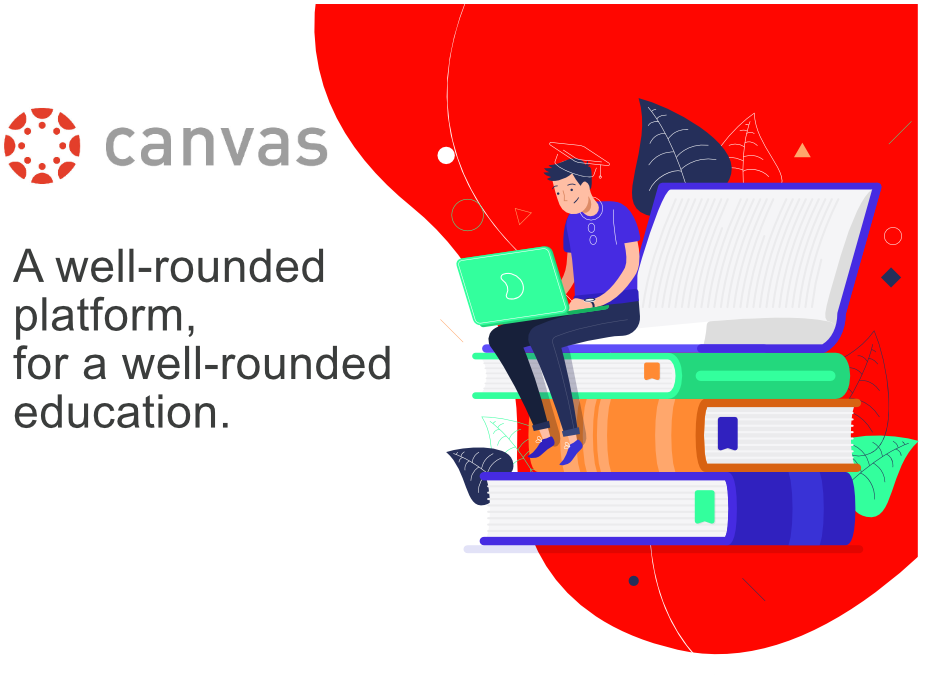 canvas
A well-rounded
platform,
for a well-rounded
education.